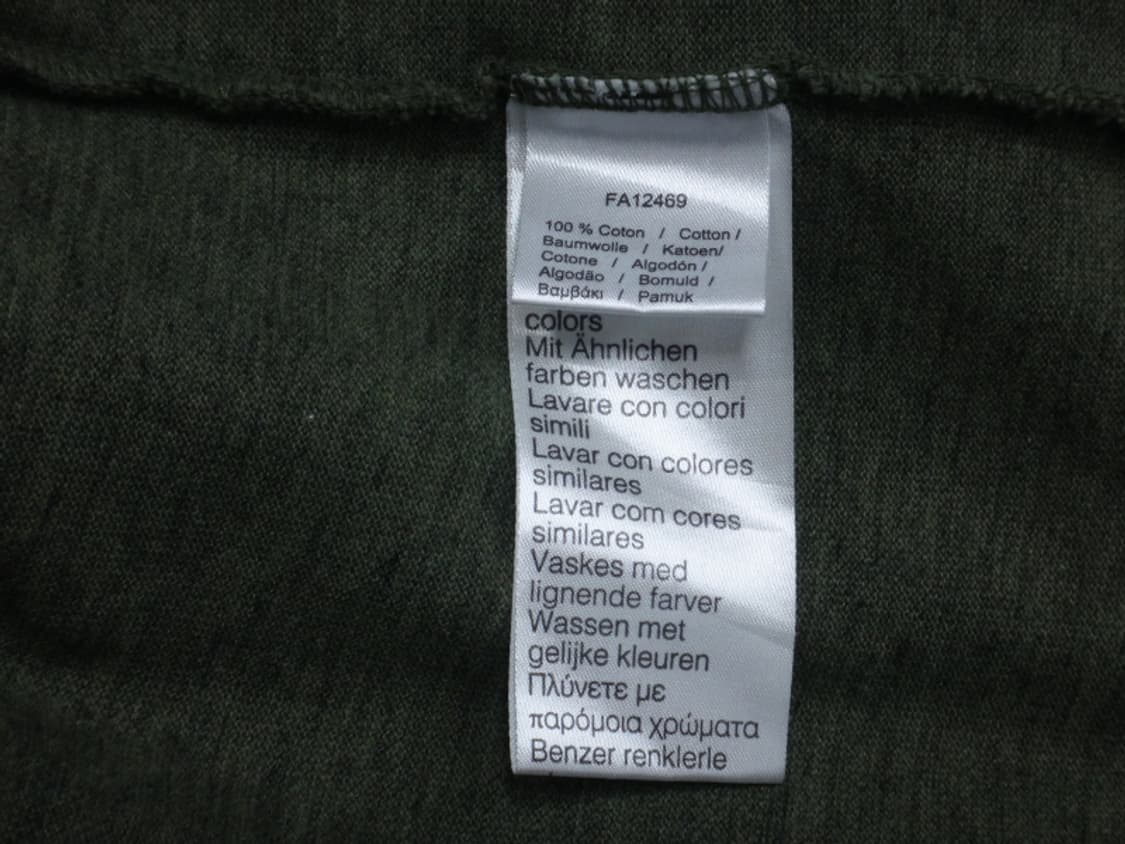 FA12469
100 % Coton / Cotton /
Baumwolle / Katoen/
Cotone / Algodón /
Algodão / Bomuld /
Βαμβάκι / Pamuk
colors
Mit Ähnlichen
farben waschen
Lavare con colori
simili
Lavar con colores
similares
Lavar com cores
similares
Vaskes med
lignende farver
Wassen met
gelijke kleuren
Πλύνετε με
παρόμοια χρώματα
Benzer renklerle